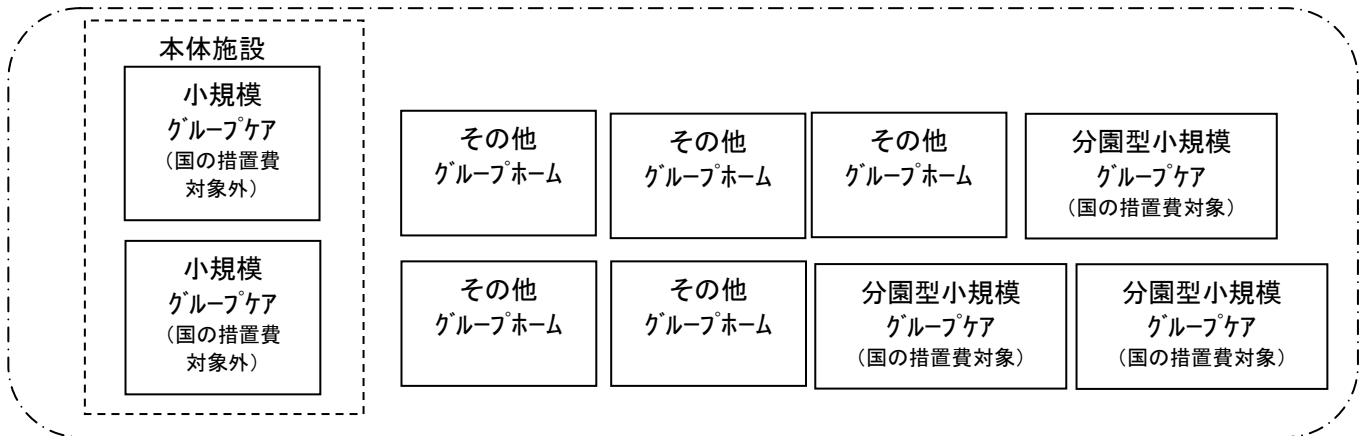 本体施設
小規模
ｸﾞﾙｰﾌﾟｹｱ
（国の措置費
対象外）
小規模
ｸﾞﾙｰﾌﾟｹｱ
（国の措置費
対象外）
その他
ｸﾞﾙｰﾌﾟﾎｰﾑ
その他
ｸﾞﾙｰﾌﾟﾎｰﾑ
その他
ｸﾞﾙｰﾌﾟﾎｰﾑ
分園型小規模
ｸﾞﾙｰﾌﾟｹｱ
（国の措置費対象）
その他
ｸﾞﾙｰﾌﾟﾎｰﾑ
その他
ｸﾞﾙｰﾌﾟﾎｰﾑ
分園型小規模
ｸﾞﾙｰﾌﾟｹｱ
（国の措置費対象）
分園型小規模
ｸﾞﾙｰﾌﾟｹｱ
（国の措置費対象）